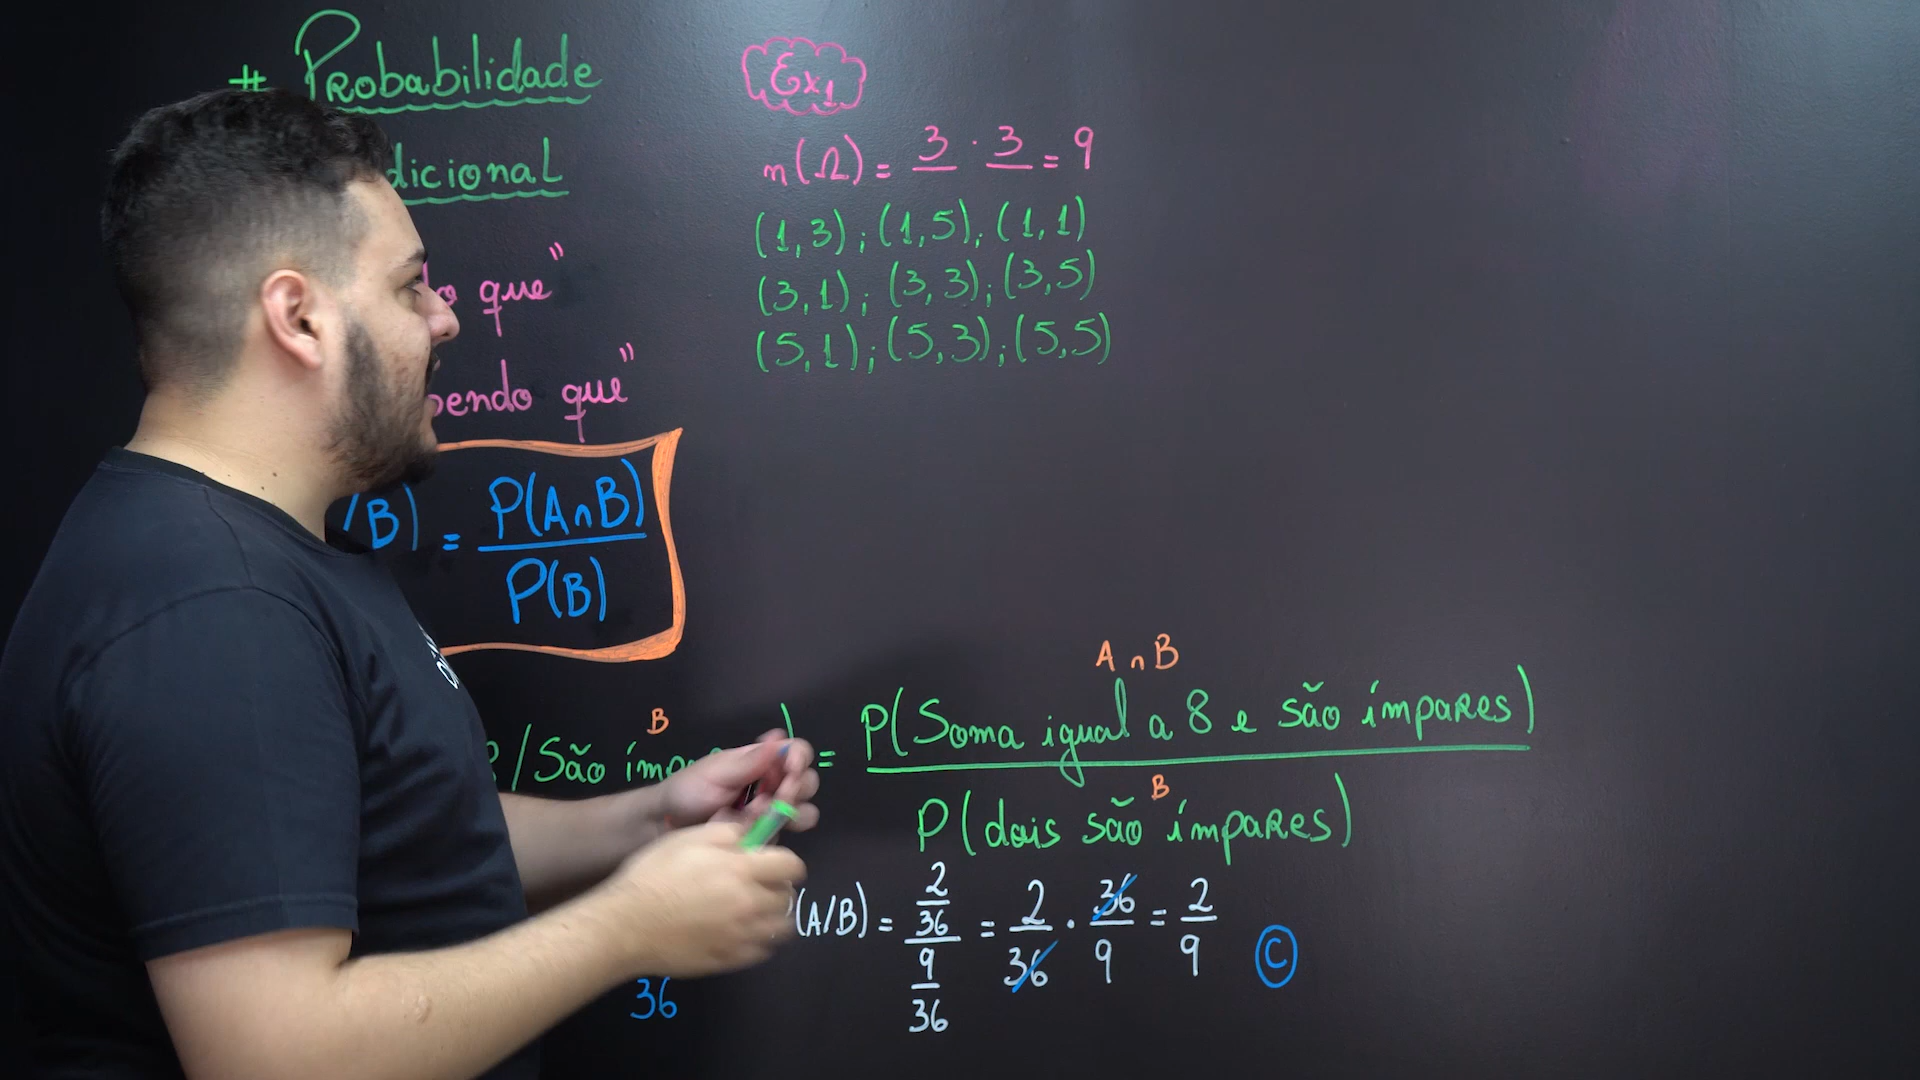 # Probabilidade
dicional
o que"
bendo que"
/B) = P(A∩B)
P(B)
Ex1
n(Ω) = 3 · 3 = 9
(1,3); (1,5); (1,1)
(3,1); (3,3); (3,5)
(5,1); (5,3); (5,5)
A ∩ B
B
/São ímpa ) = P(Soma igual a 8 e são ímpares)
B
P(dois são ímpares)
(A/B) = 2/36 / 9/36 = 2/36 · 36/9 = 2/9 C
36